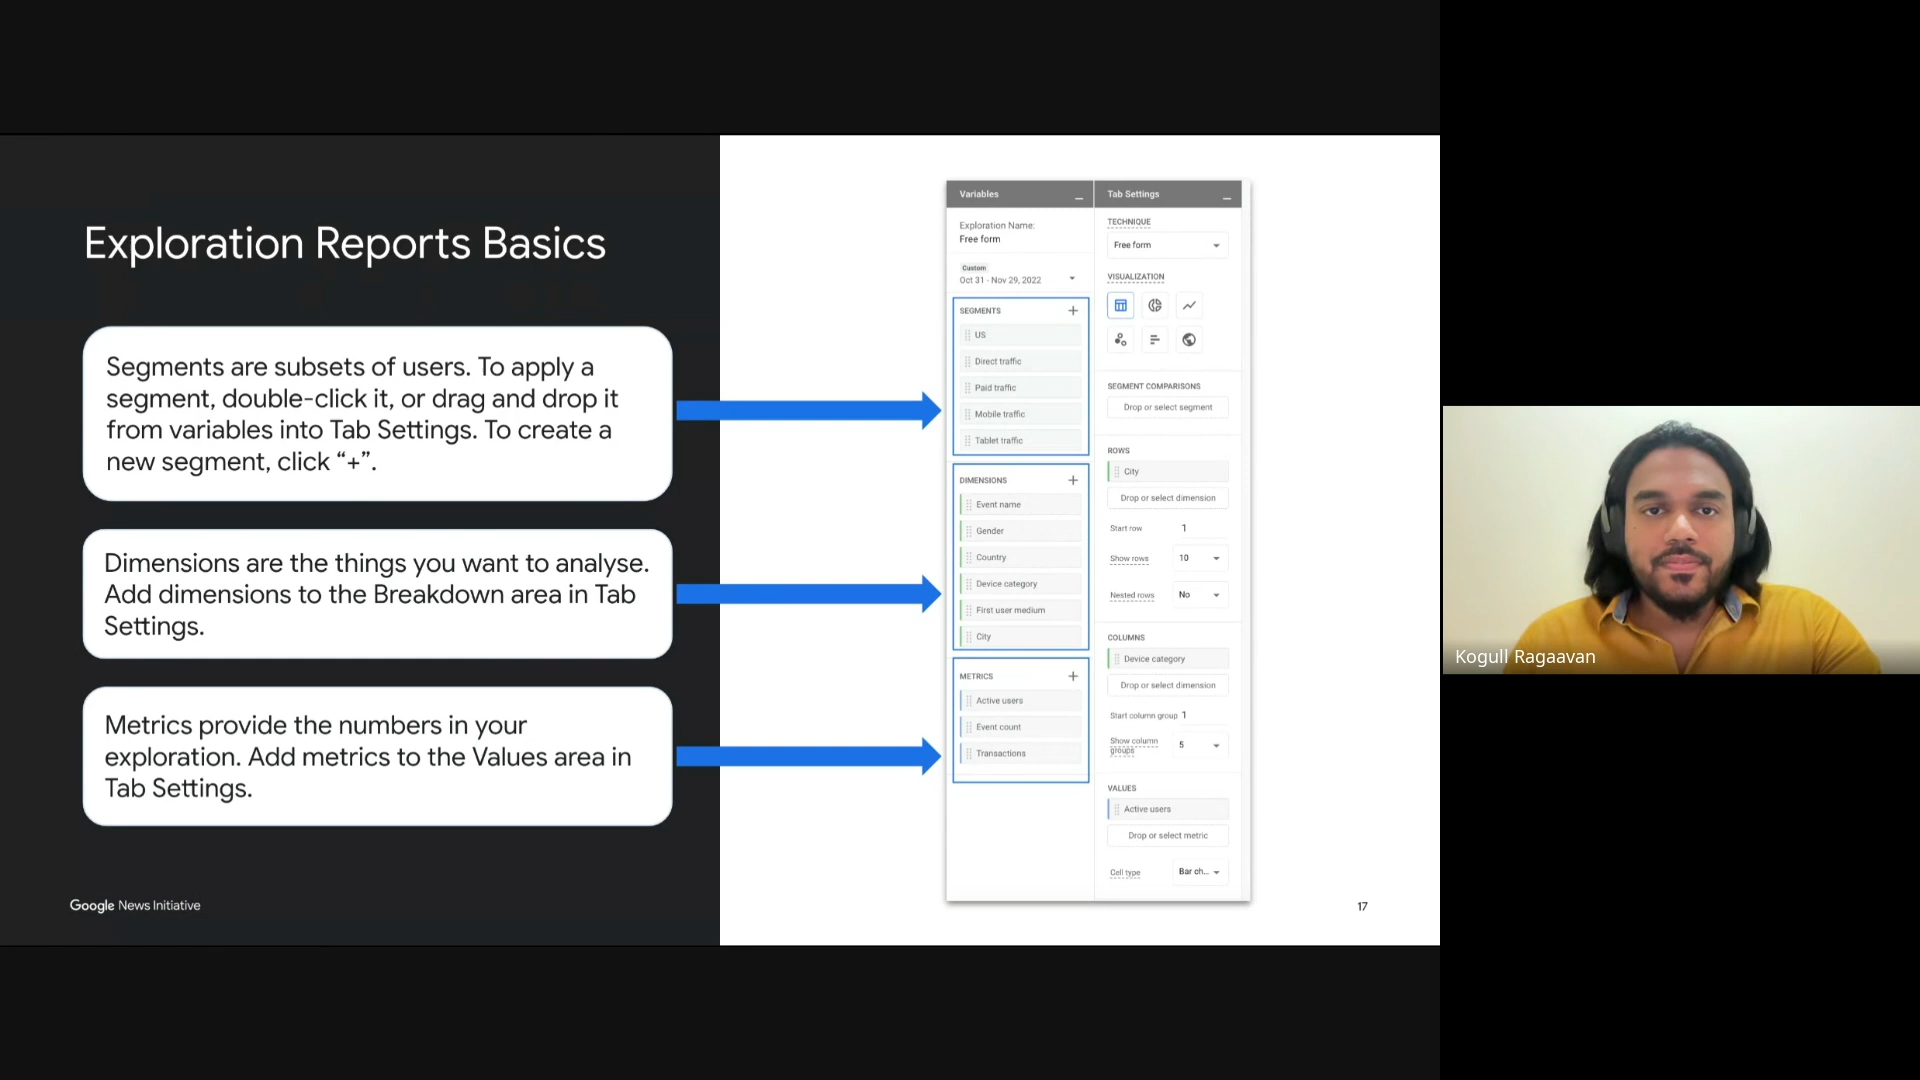 Exploration Reports Basics
Segments are subsets of users. To apply a
segment, double-click it, or drag and drop it
from variables into Tab Settings. To create a
new segment, click “+”.
Dimensions are the things you want to analyse.
Add dimensions to the Breakdown area in Tab
Settings.
Metrics provide the numbers in your
exploration. Add metrics to the Values area in
Tab Settings.
Google News Initiative
Variables
Exploration Name:
Free form
Custom
Oct 31 - Nov 29, 2022
SEGMENTS
US
Direct traffic
Paid traffic
Mobile traffic
Tablet traffic
DIMENSIONS
Event name
Gender
Country
Device category
First user medium
City
METRICS
Active users
Event count
Transactions
Tab Settings
TECHNIQUE
Free form
VISUALIZATION
SEGMENT COMPARISONS
Drop or select segment
ROWS
City
Drop or select dimension
Start row 1
Show rows 10
Nested rows No
COLUMNS
Device category
Drop or select dimension
Start column group 1
Show column
groups 5
VALUES
Active users
Drop or select metric
Cell type Bar ch...
17
Kogull Ragaavan